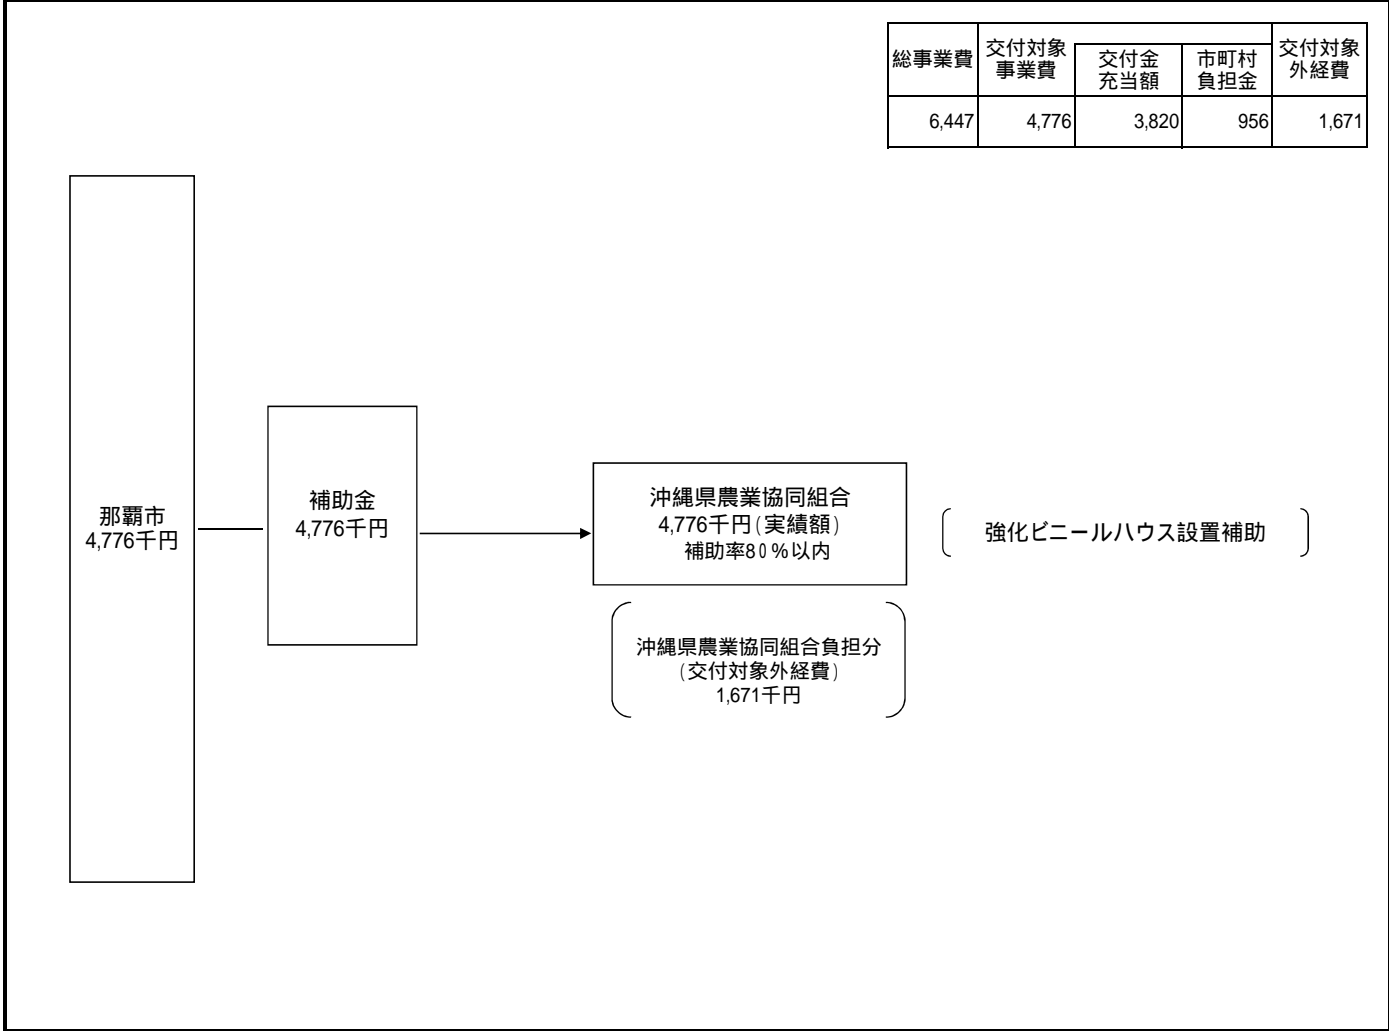 総事業費
交付対象
事業費
交付金
充当額
市町村
負担金
交付対象
外経費
6,447
4,776
3,820
956
1,671
那覇市
4,776千円
補助金
4,776千円
沖縄県農業協同組合
4,776千円(実績額)
補助率80%以内
強化ビニールハウス設置補助
沖縄県農業協同組合負担分
(交付対象外経費)
1,671千円